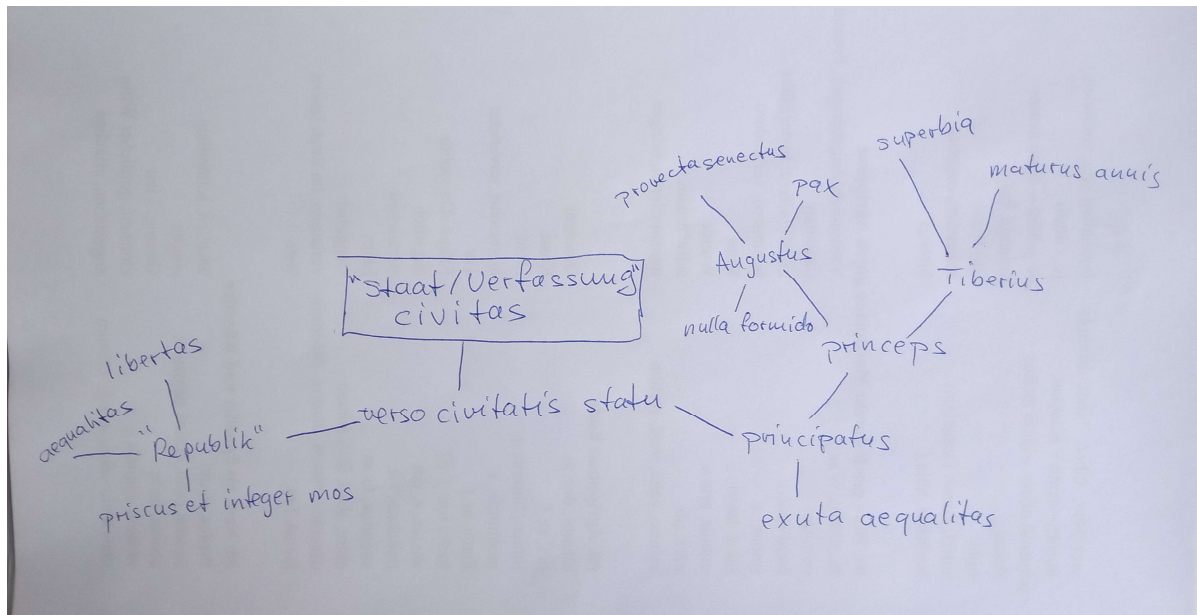 superbia
maturus annis
provectasenectus
pax
Augustus
Tiberius
"Staat/Verfassung"
civitas
nulla formido
princeps
libertas
aequalitas
verso civitatis statu
"Republik"
principatus
priscus et integer mos
exuta aequalitas